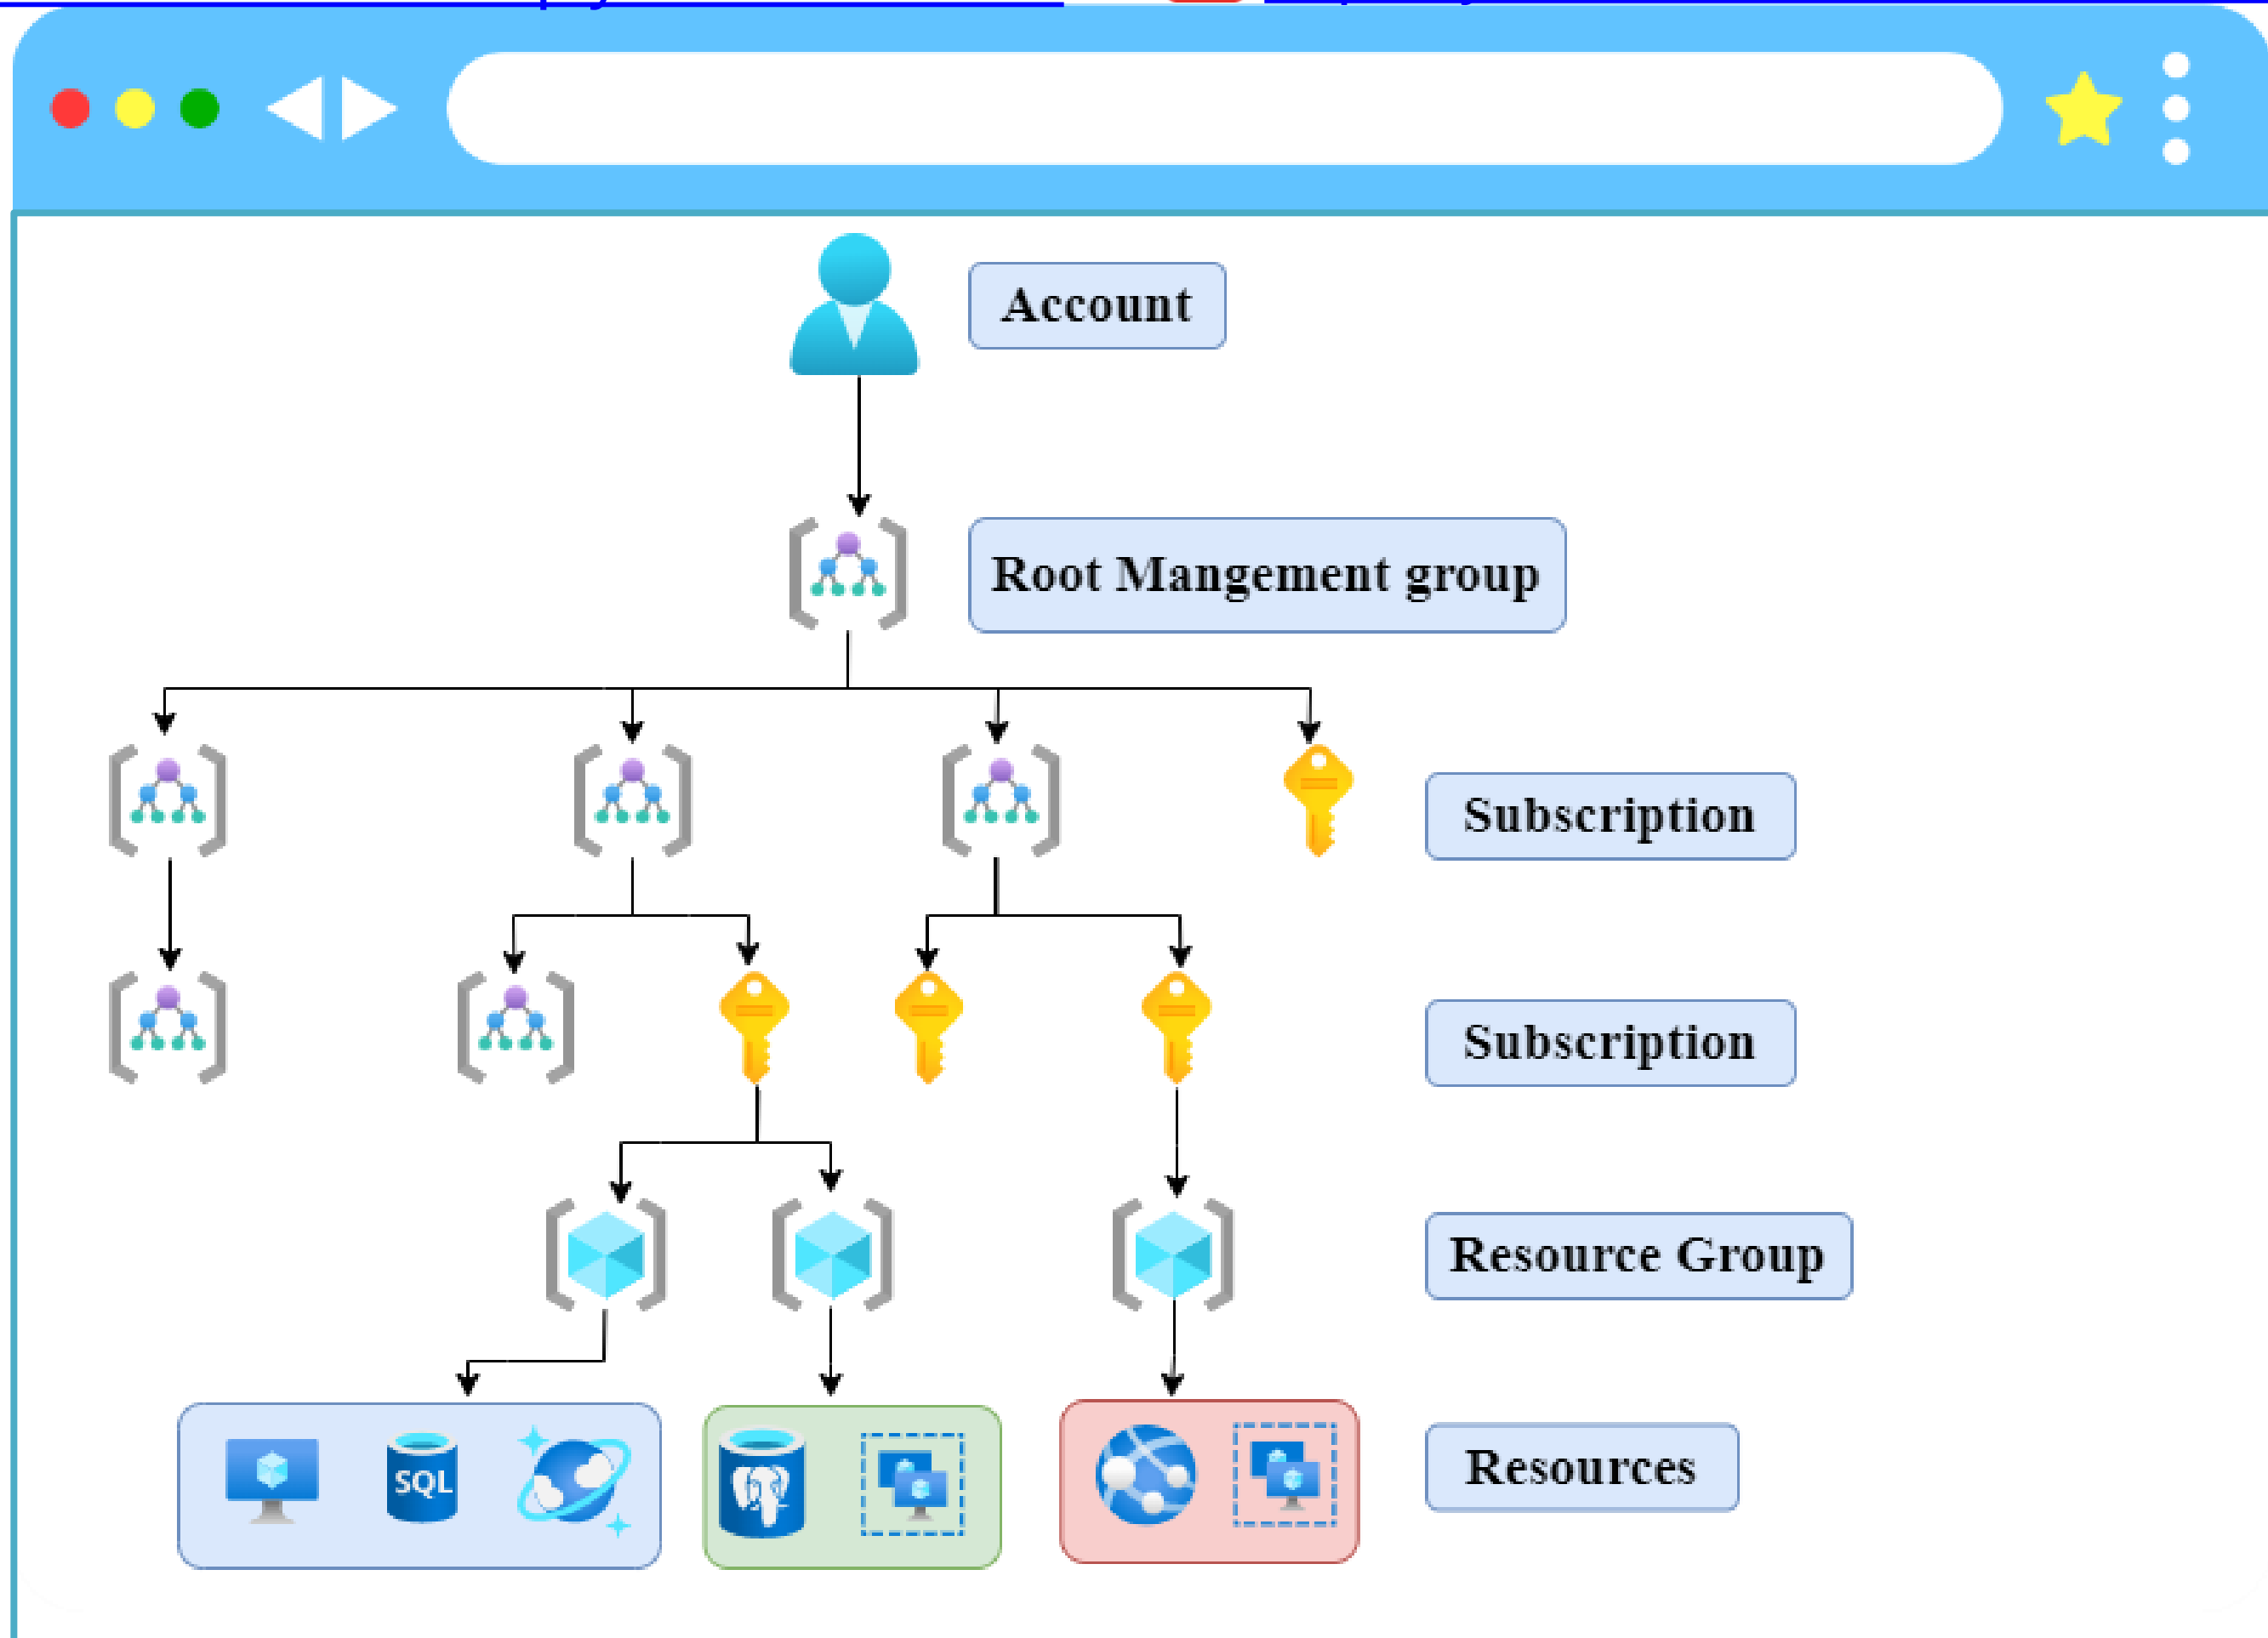 Account
Root Mangement group
Subscription
Subscription
Resource Group
SQL
Resources